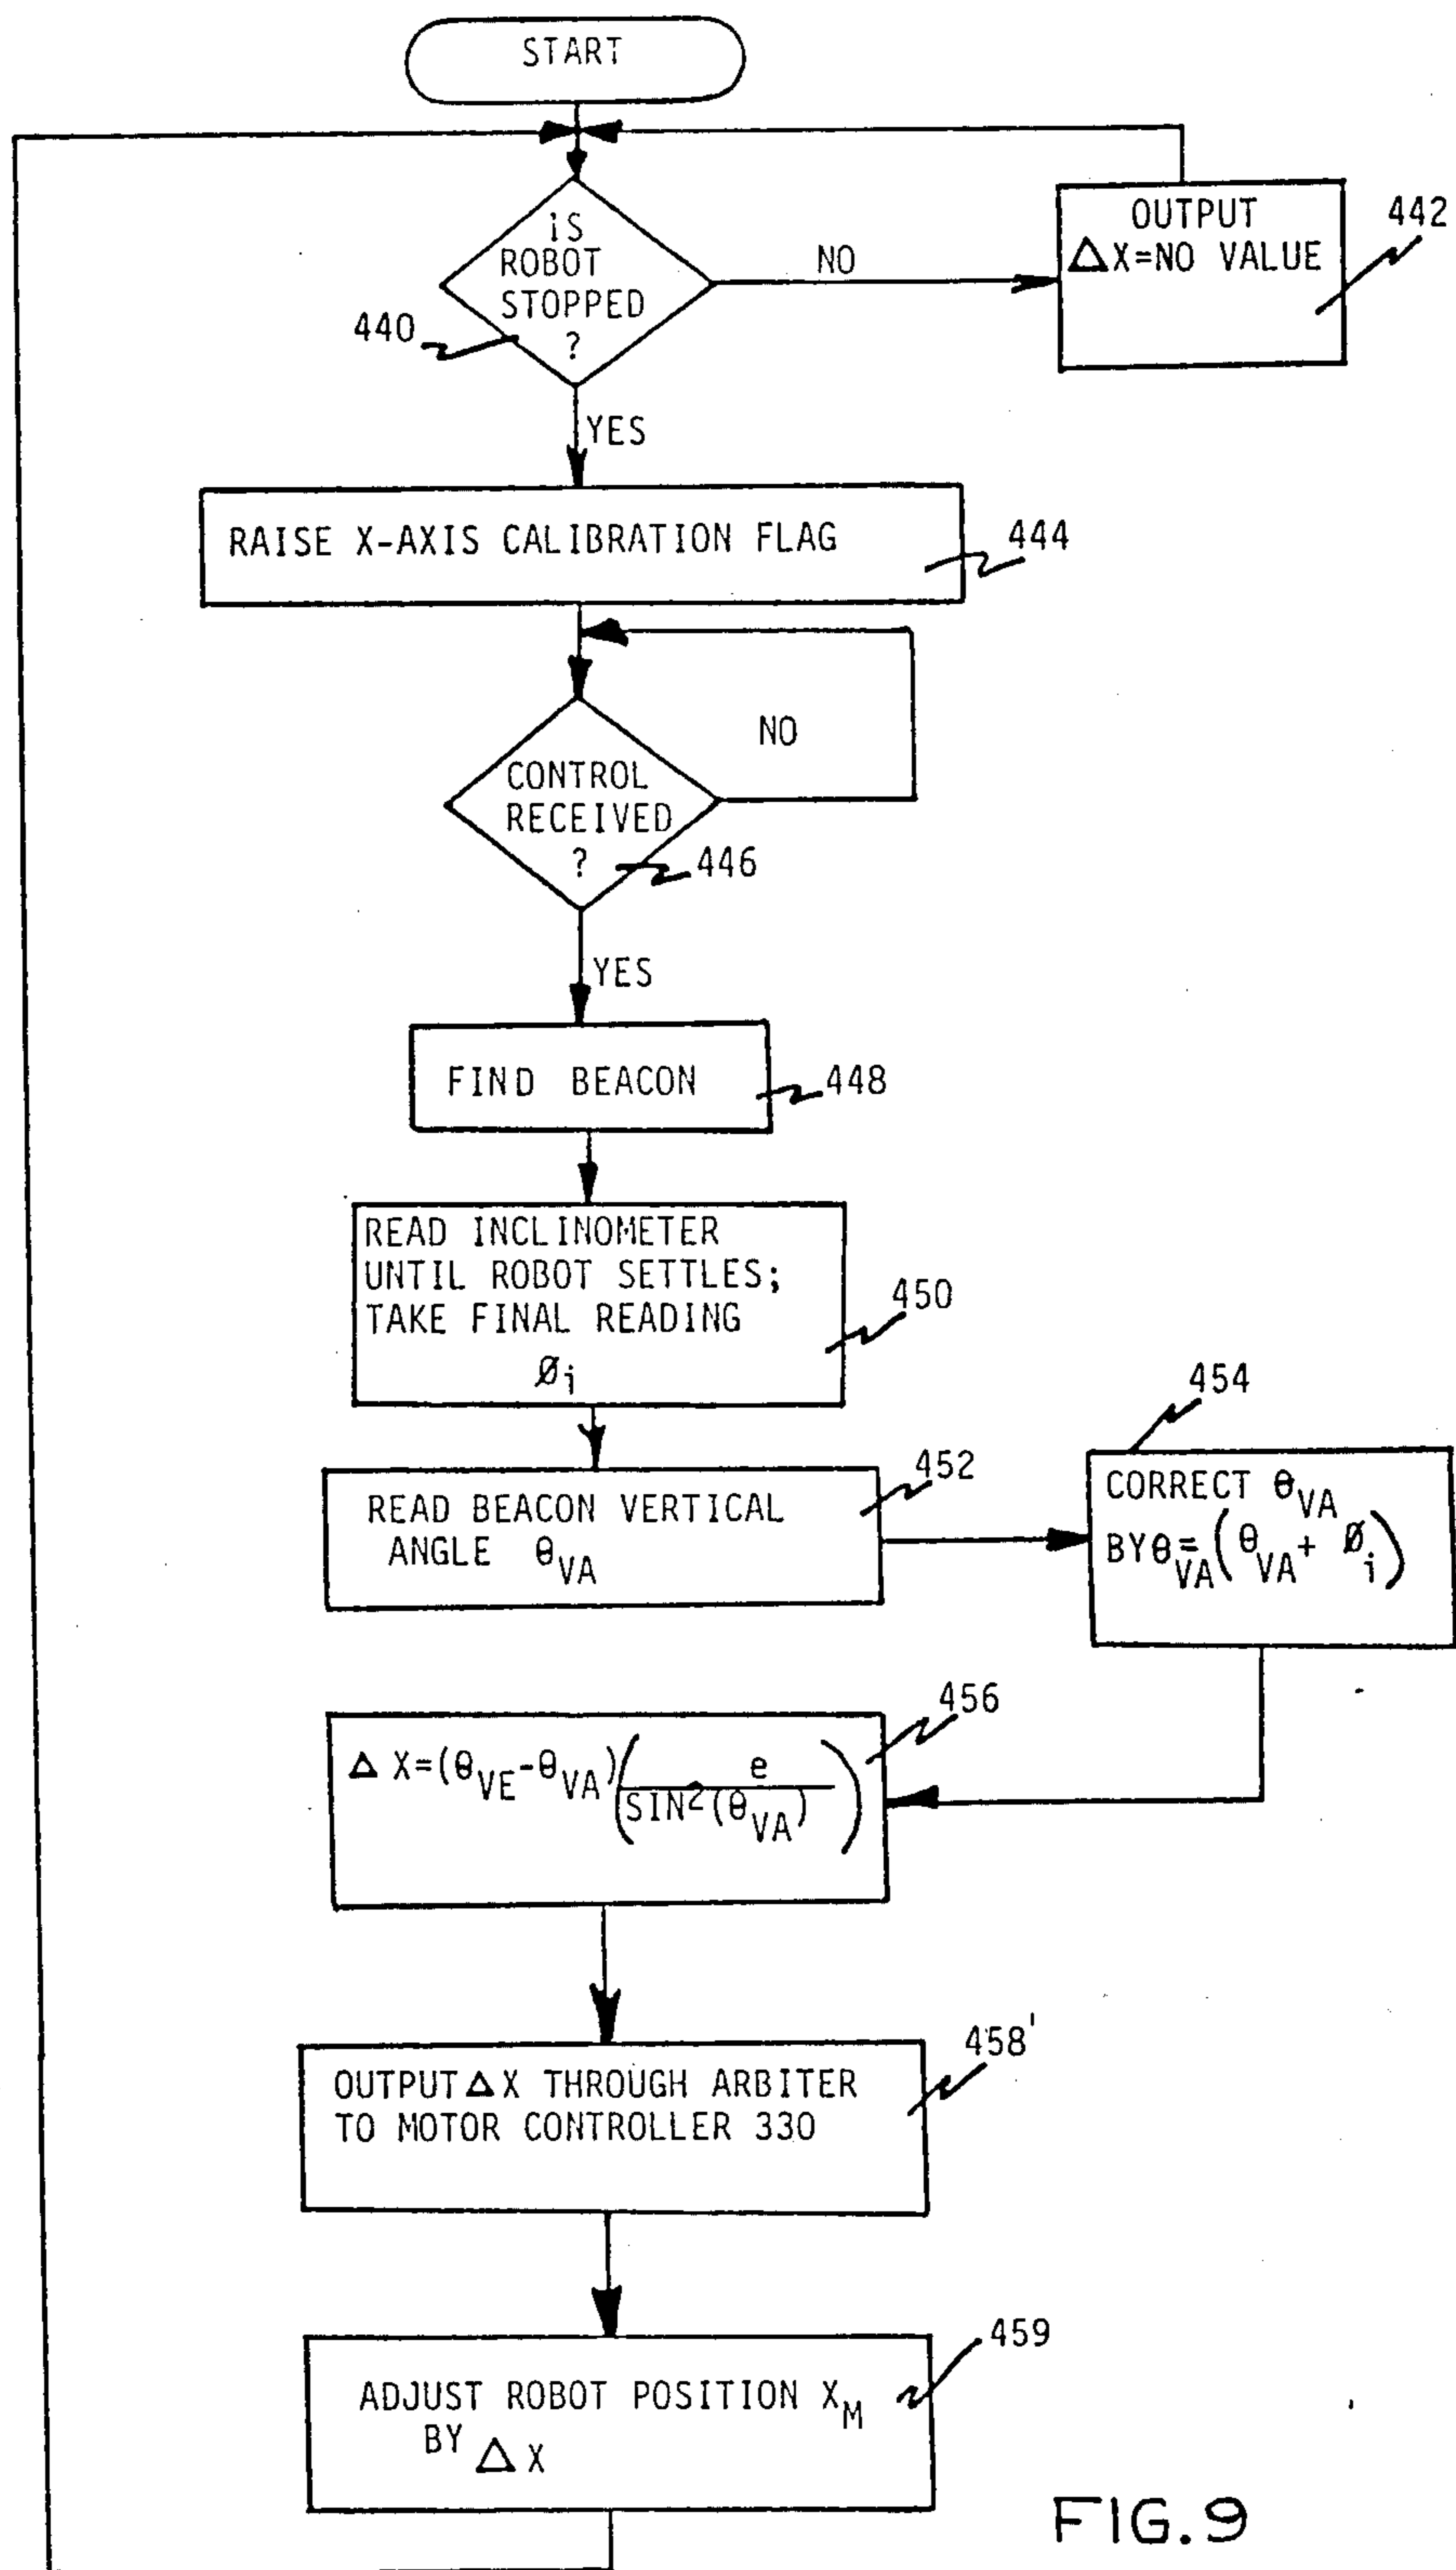 START
iS
ROBOT
STOPPED
?
440
NO
OUTPUT
ΔX=NO VALUE
442
YES
RAISE X-AXIS CALIBRATION FLAG
444
NO
CONTROL
RECEIVED
?
446
YES
FIND BEACON
448
READ INCLINOMETER
UNTIL ROBOT SETTLES;
TAKE FINAL READING
Øi
450
READ BEACON VERTICAL
ANGLE θVA
452
454
CORRECT θVA
BY θVA=(θVA+ Øi)
456
Δ X=(θVE-θVA)(e/SIN²(θVA))
OUTPUT Δ X THROUGH ARBITER
TO MOTOR CONTROLLER 330
458'
ADJUST ROBOT POSITION XM
BY Δ X
459
FIG.9